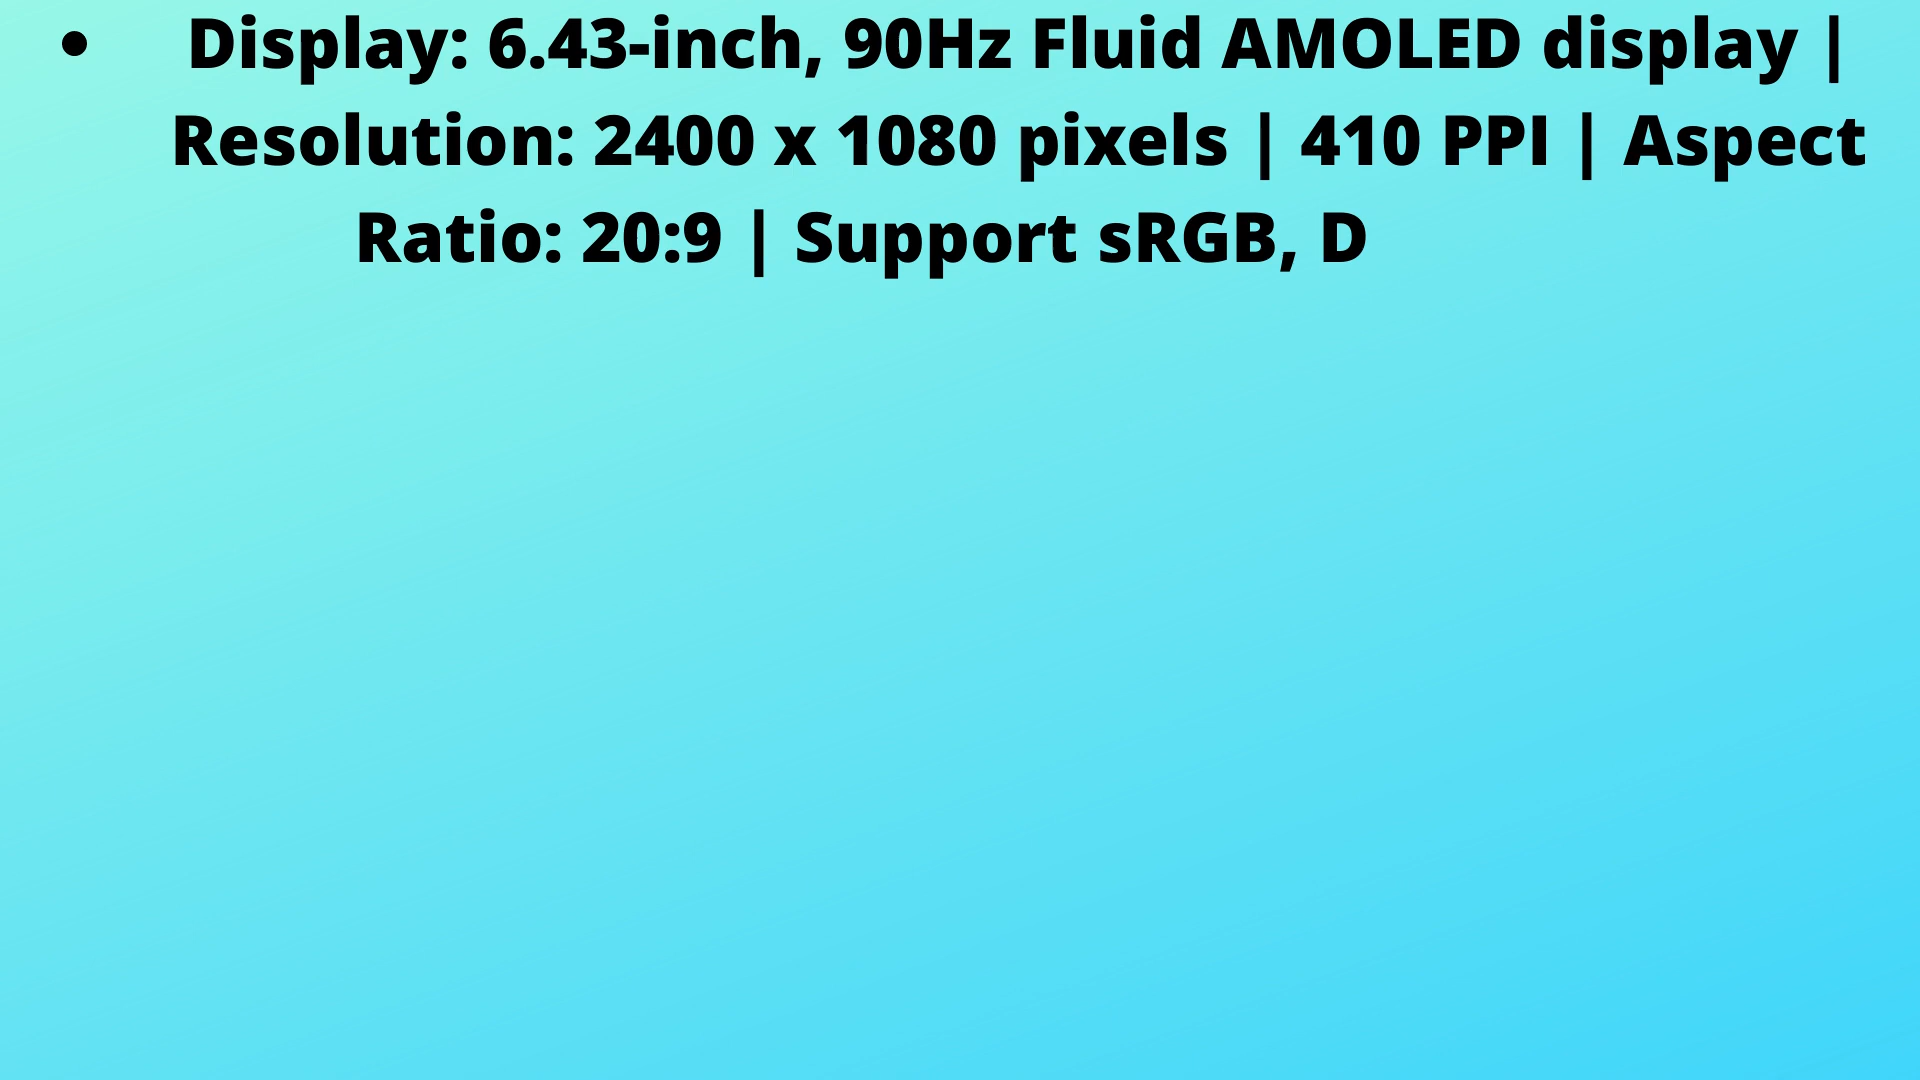 • Display: 6.43-inch, 90Hz Fluid AMOLED display |
Resolution: 2400 x 1080 pixels | 410 PPI | Aspect
Ratio: 20:9 | Support sRGB, D